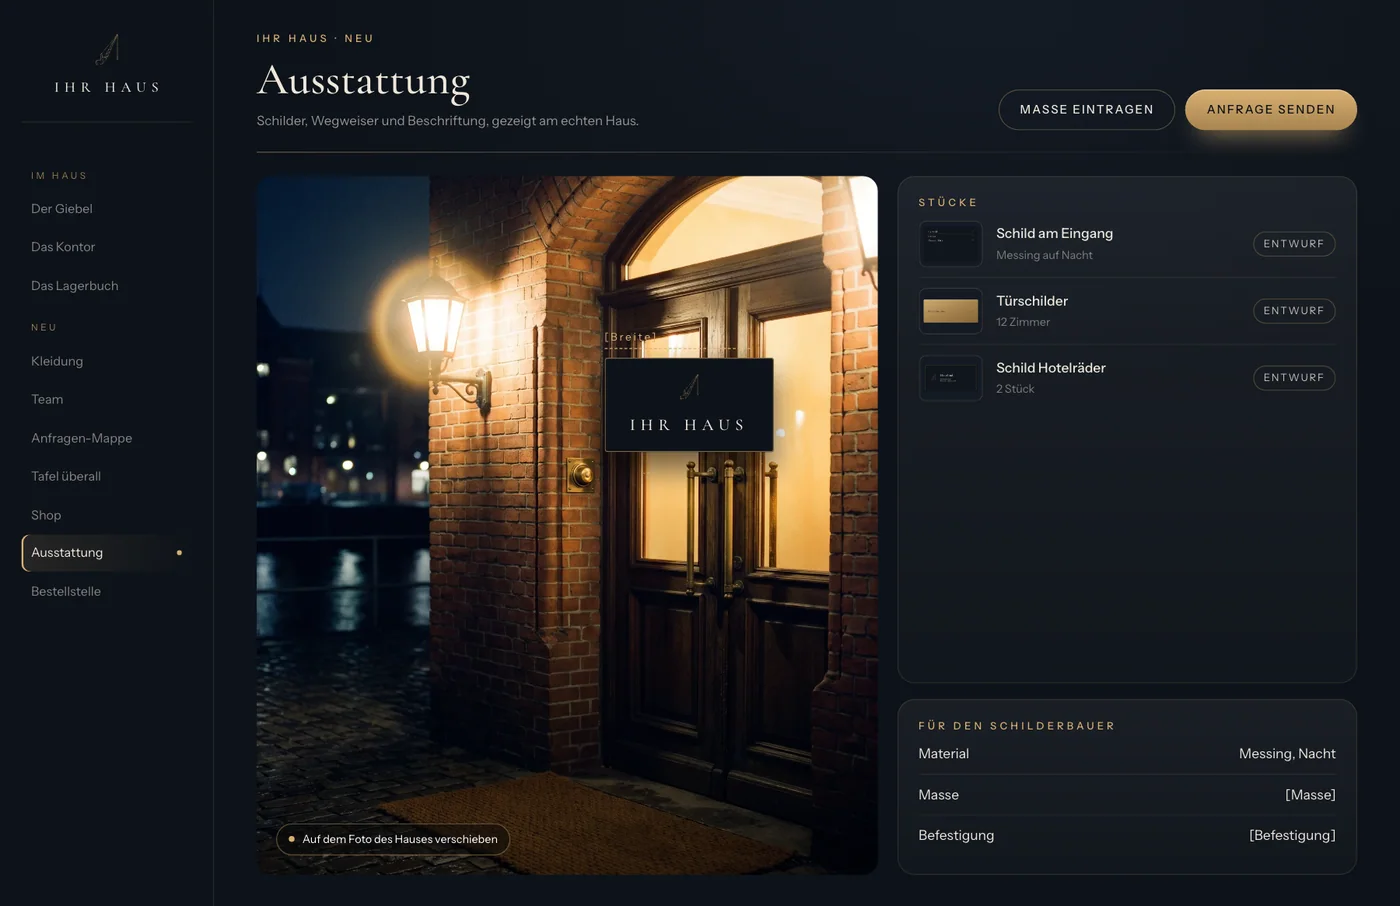 IHR HAUS
IM HAUS
Der Giebel
Das Kontor
Das Lagerbuch
NEU
Kleidung
Team
Anfragen-Mappe
Tafel überall
Shop
Ausstattung
Bestellstelle
IHR HAUS · NEU
Ausstattung
Schilder, Wegweiser und Beschriftung, gezeigt am echten Haus.
MASSE EINTRAGEN
ANFRAGE SENDEN
[Breite]
IHR HAUS
Auf dem Foto des Hauses verschieben
STÜCKE
Schild am Eingang
Messing auf Nacht
ENTWURF
Türschilder
12 Zimmer
ENTWURF
Schild Hotelräder
2 Stück
ENTWURF
FÜR DEN SCHILDERBAUER
Material
Messing, Nacht
Masse
[Masse]
Befestigung
[Befestigung]